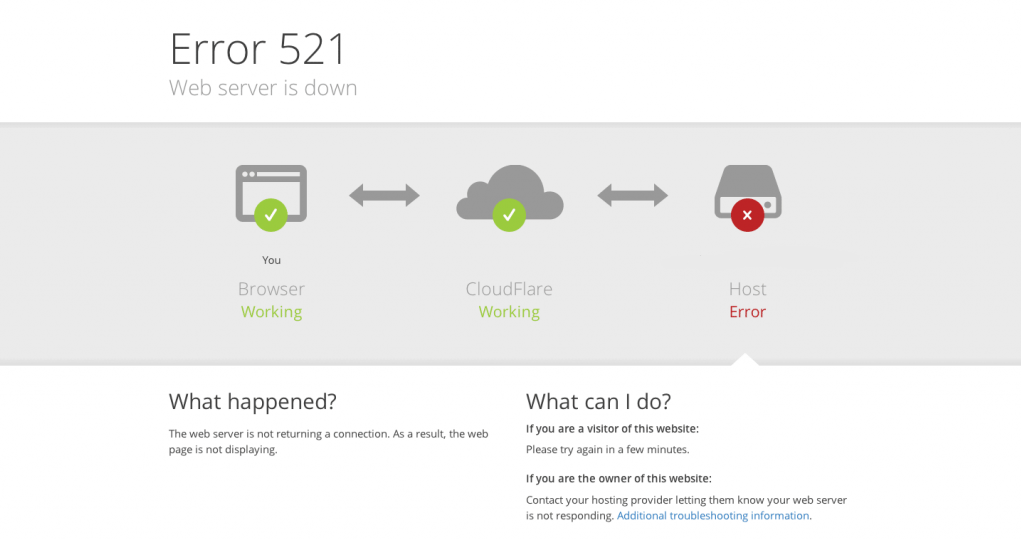 Error 521
Web server is down
You
Browser
Working
CloudFlare
Working
Host
Error
What happened?
The web server is not returning a connection. As a result, the web
page is not displaying.
What can I do?
If you are a visitor of this website:
Please try again in a few minutes.
If you are the owner of this website:
Contact your hosting provider letting them know your web server
is not responding. Additional troubleshooting information.